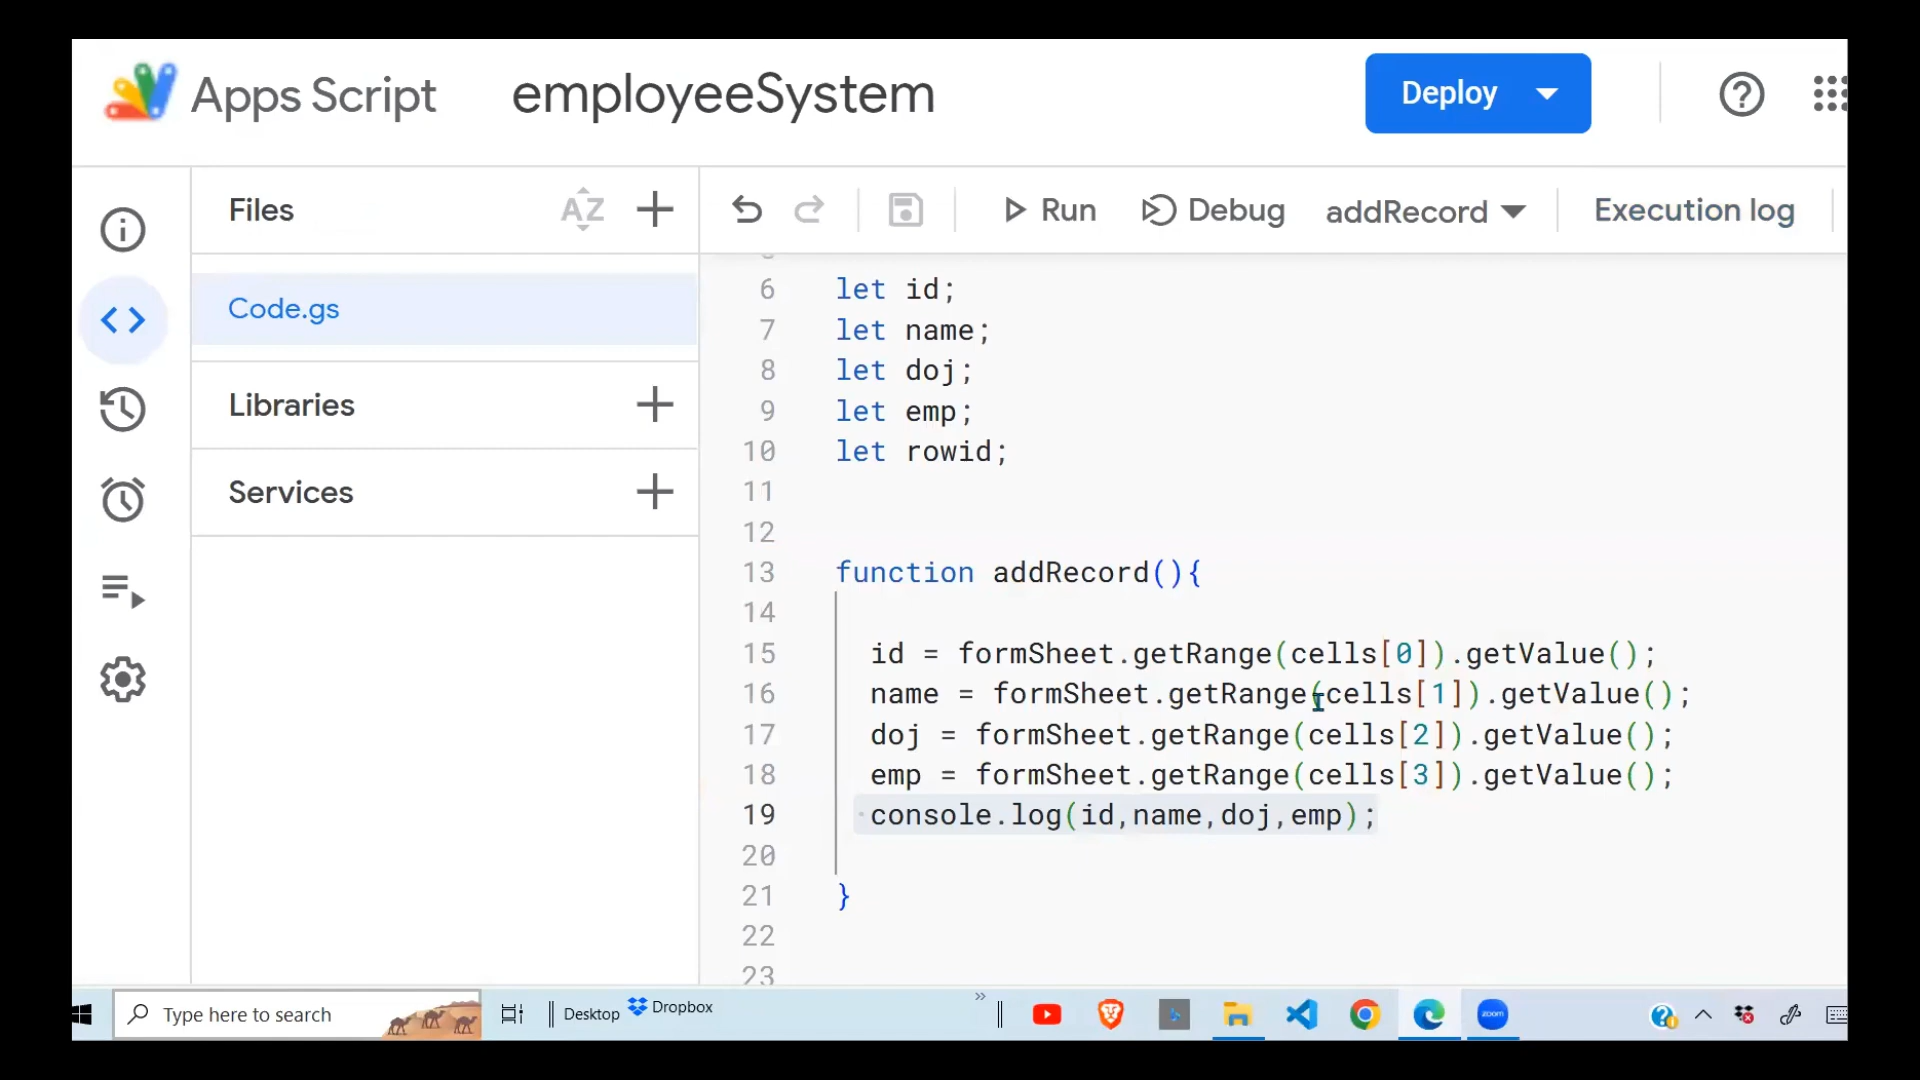 Apps Script employeeSystem Deploy
Files AZ Run Debug addRecord Execution log
Code.gs
Libraries
Services
6 let id;
7 let name;
8 let doj;
9 let emp;
10 let rowid;
11
12
13 function addRecord(){
14
15 id = formSheet.getRange(cells[0]).getValue();
16 name = formSheet.getRange(cells[1]).getValue();
17 doj = formSheet.getRange(cells[2]).getValue();
18 emp = formSheet.getRange(cells[3]).getValue();
19 console.log(id,name,doj,emp);
20
21 }
22
23
Type here to search Desktop Dropbox » zoom